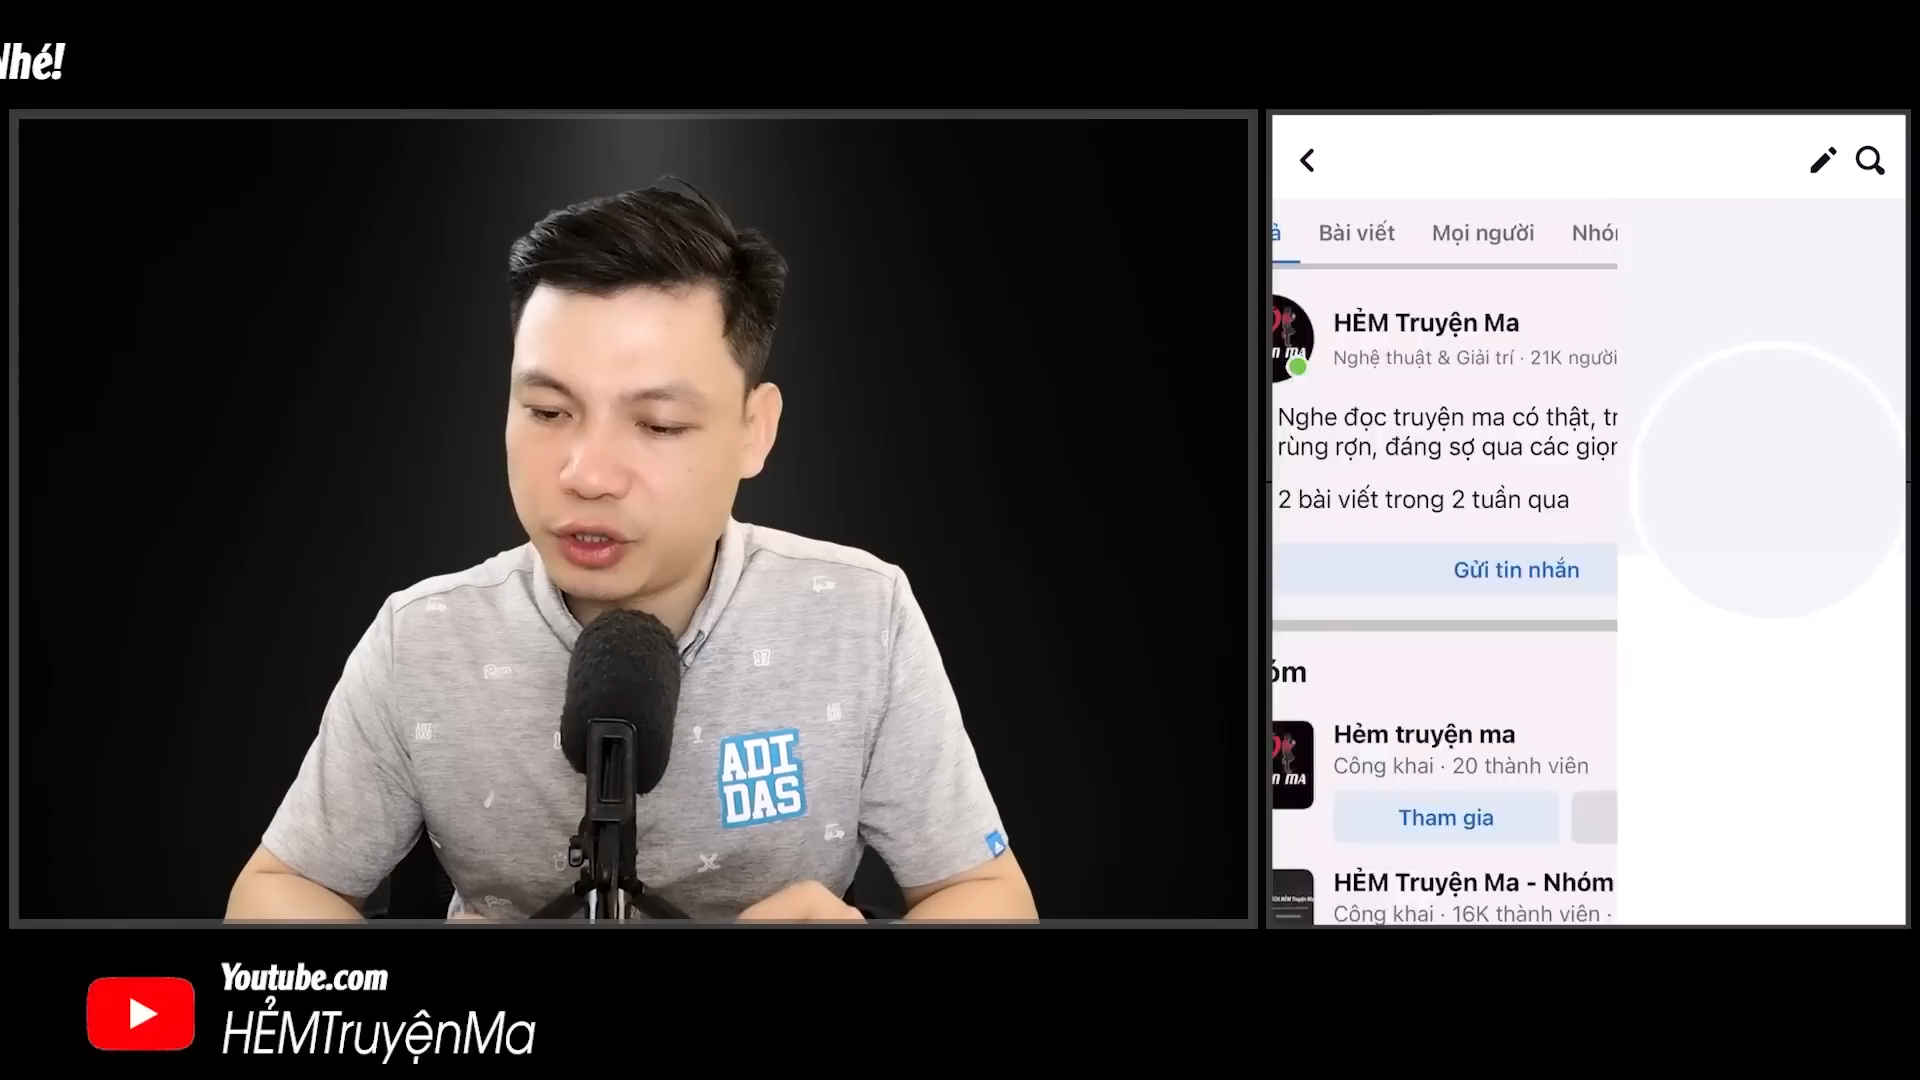 Nhé!
Bài viết Mọi người
HẺM Truyện Ma
Nghệ thuật & Giải trí · 21K người
Nghe đọc truyện ma có thật, tr
rùng rợn, đáng sợ qua các giọn
2 bài viết trong 2 tuần qua
Gửi tin nhắn
Hẻm truyện ma
Công khai · 20 thành viên
Tham gia
HẺM Truyện Ma - Nhóm
Công khai · 16K thành viên ·
ADI
DAS
Youtube.com
HẺMTruyệnMa